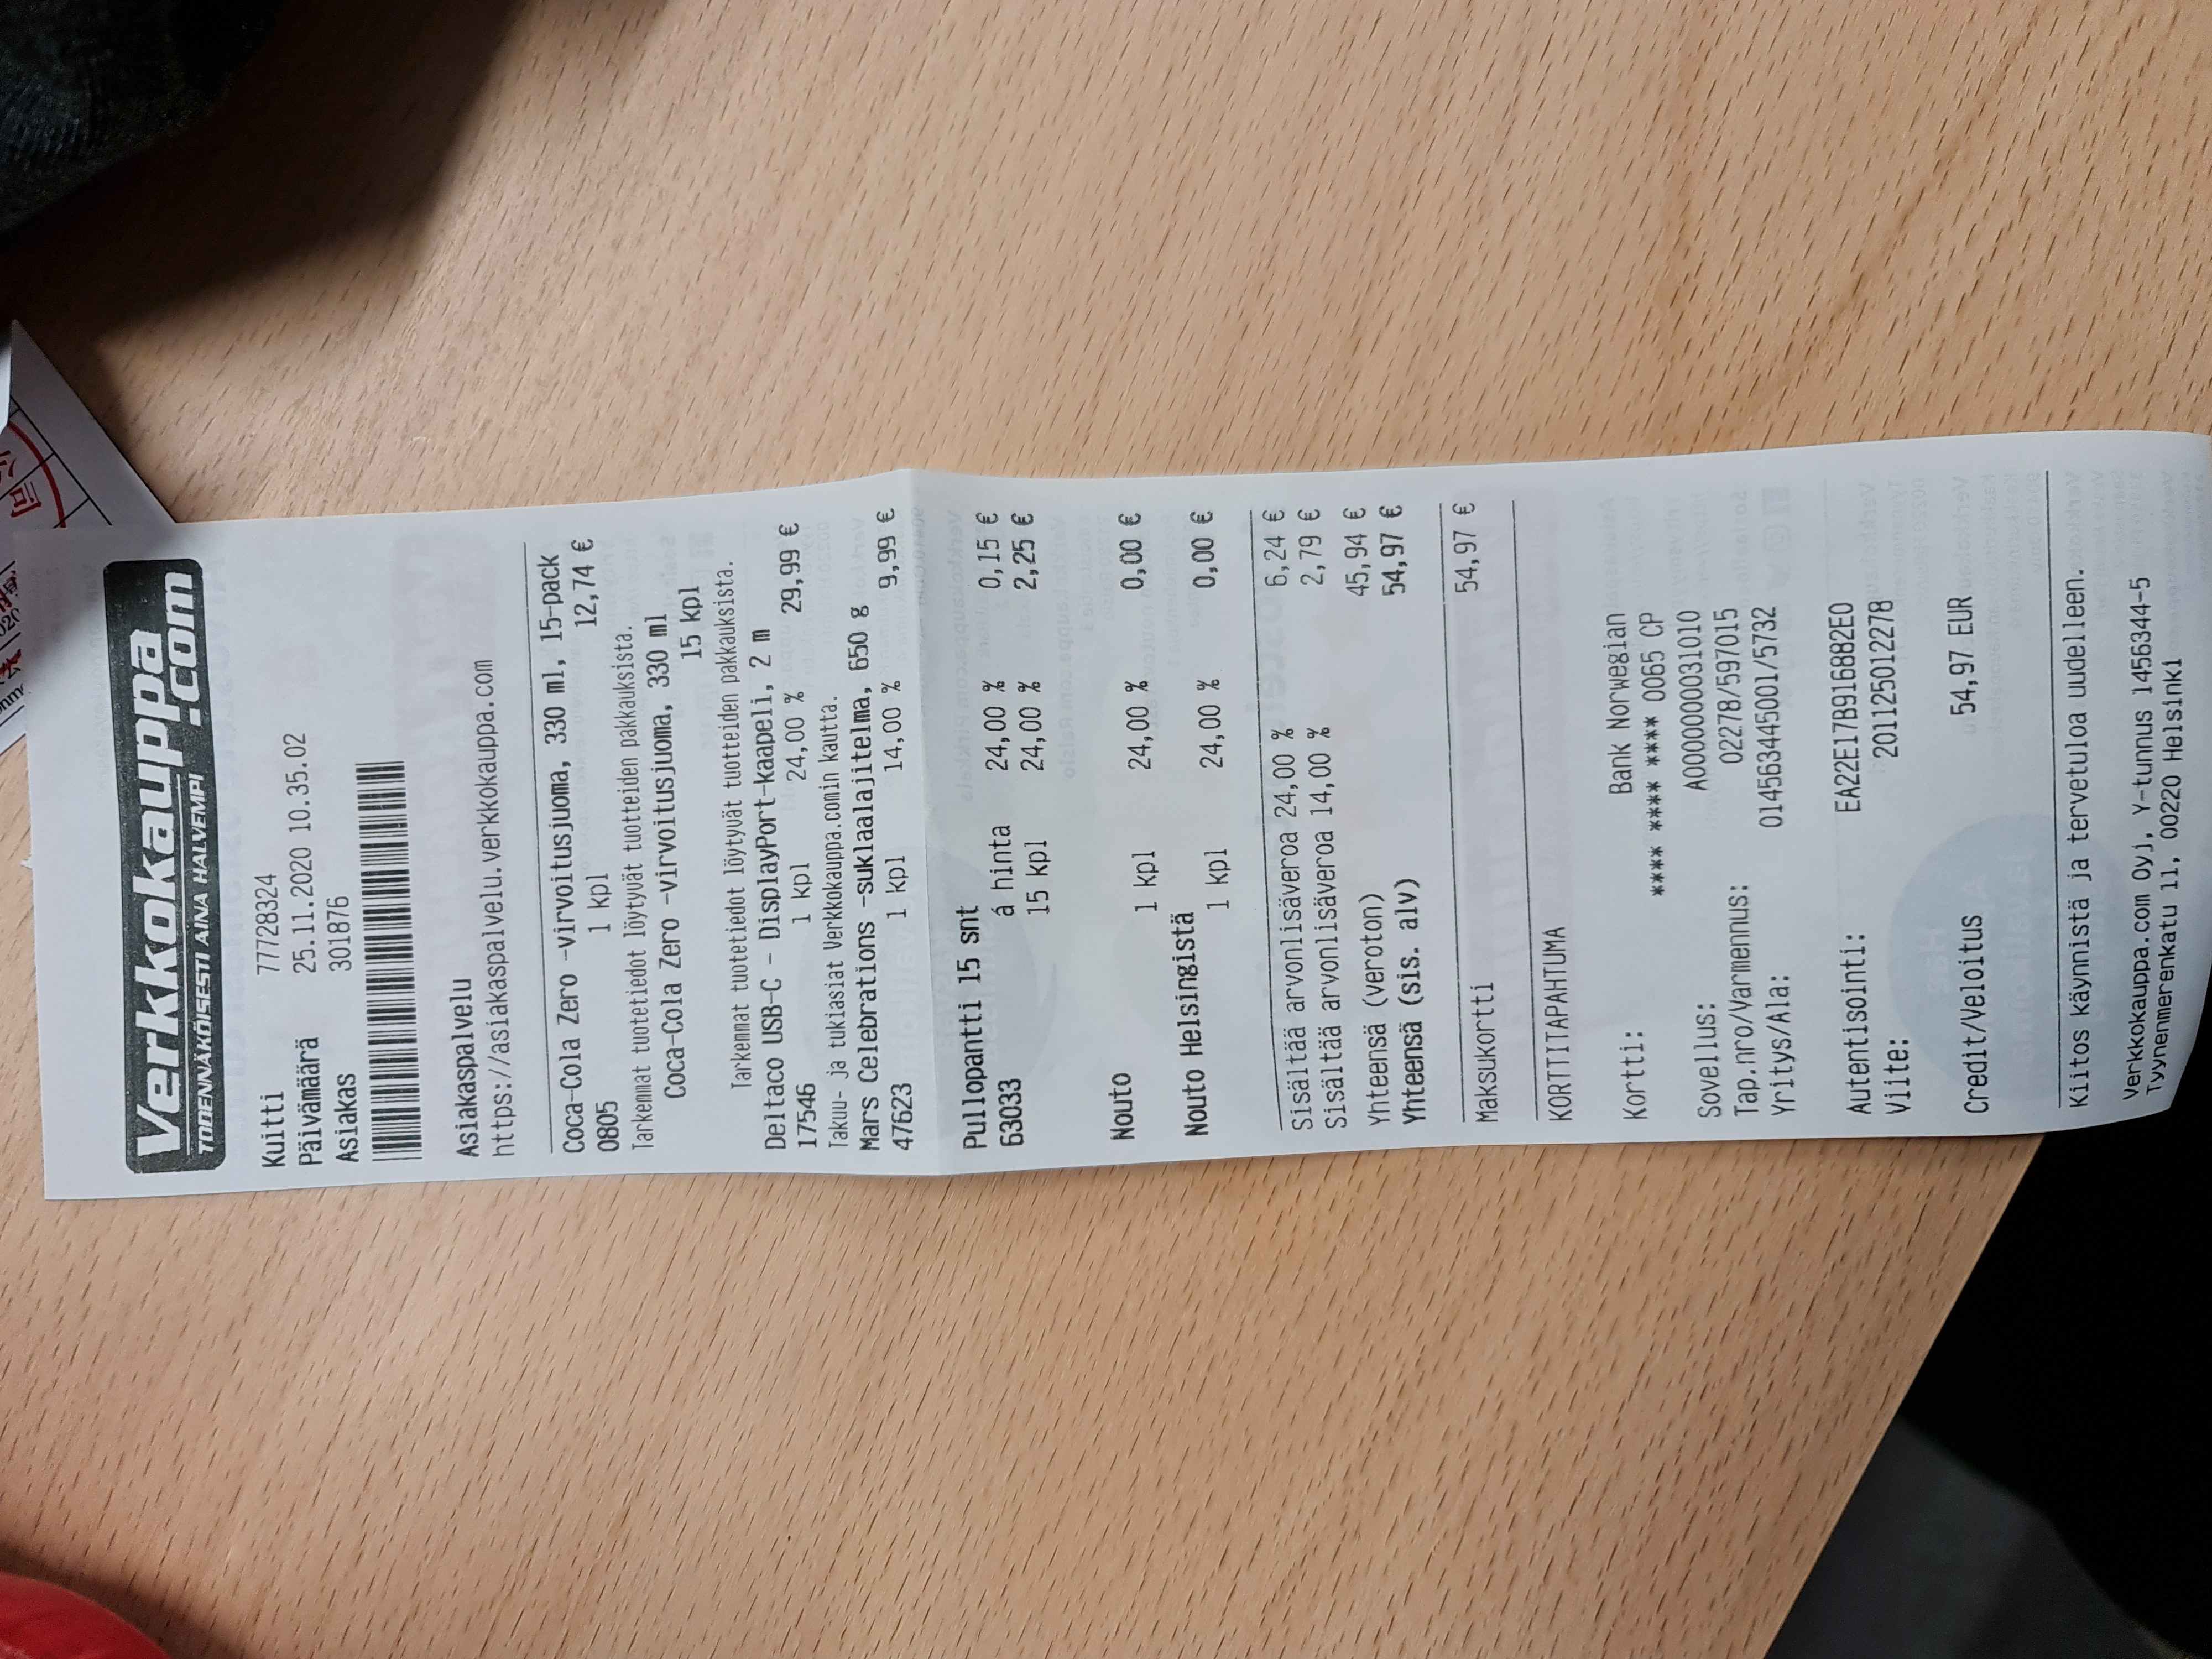 Verkkokauppa
.com
TODENNÄKÖISESTI AINA HALVEMPI
Kuitti 77728324
Päivämäärä 25.11.2020 10.35.02
Asiakas 301876
Asiakaspalvelu
https://asiakaspalvelu.verkkokauppa.com
Coca-Cola Zero -virvoitusjuoma, 330 ml, 15-pack
0805 1 kpl 12,74 €
Tarkemmat tuotetiedot löytyvät tuotteiden pakkauksista.
Coca-Cola Zero -virvoitusjuoma, 330 ml
15 kpl
Tarkemmat tuotetiedot löytyvät tuotteiden pakkauksista.
Deltaco USB-C - DisplayPort-kaapeli, 2 m
17546 1 kpl 24,00 % 29,99 €
Takuu- ja tukiasiat Verkkokauppa.comin kautta.
Mars Celebrations -suklaalajitelma, 650 g
47623 1 kpl 14,00 % 9,99 €
Pullopantti 15 snt
63033 á hinta 24,00 % 0,15 €
15 kpl 24,00 % 2,25 €
Nouto
1 kpl 24,00 % 0,00 €
Nouto Helsingistä
1 kpl 24,00 % 0,00 €
Sisältää arvonlisäveroa 24,00 % 6,24 €
Sisältää arvonlisäveroa 14,00 % 2,79 €
Yhteensä (veroton) 45,94 €
Yhteensä (sis. alv) 54,97 €
Maksukortti 54,97 €
KORTTITAPAHTUMA
Kortti: Bank Norwegian
**** **** **** 0065 CP
Sovellus: A0000000031010
Tap.nro/Varmennus: 02278/597015
Yritys/Ala: 014563445001/5732
Autentisointi: EA22E17B916882E0
Viite: 201125012278
Credit/Veloitus 54,97 EUR
Kiitos käynnistä ja tervetuloa uudelleen.
Verkkokauppa.com Oyj, Y-tunnus 1456344-5
Tyynenmerenkatu 11, 00220 Helsinki